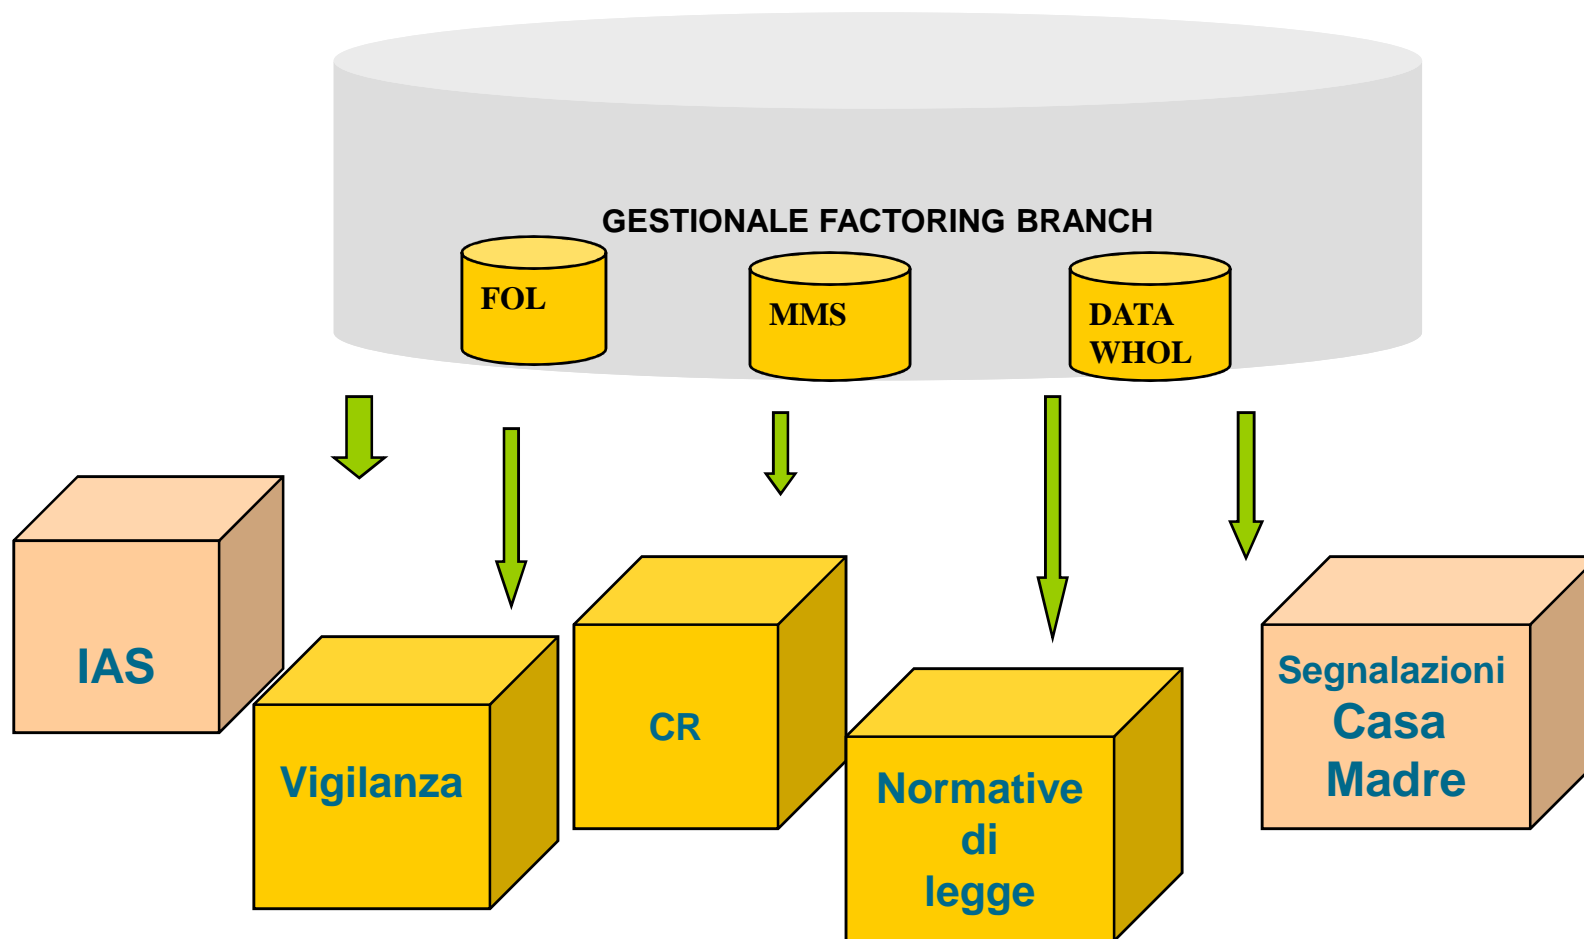 GESTIONALE FACTORING BRANCH
FOL
MMS
DATA
WHOL
IAS
Vigilanza
CR
Normative
di
legge
Segnalazioni
Casa
Madre